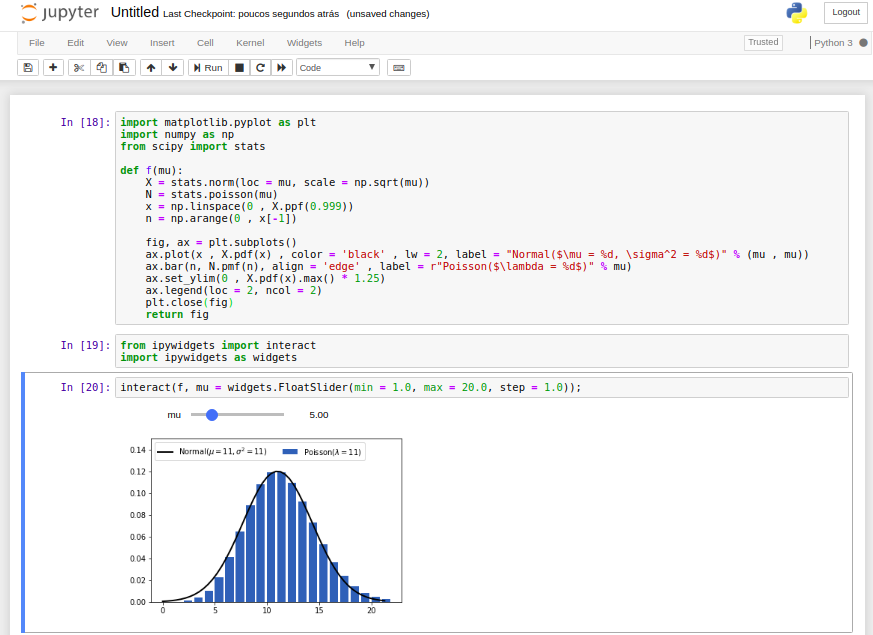 jupyter Untitled Last Checkpoint: poucos segundos atrás (unsaved changes) Logout
File Edit View Insert Cell Kernel Widgets Help Trusted Python 3
Run Code
In [18]: import matplotlib.pyplot as plt
import numpy as np
from scipy import stats
def f(mu):
X = stats.norm(loc = mu, scale = np.sqrt(mu))
N = stats.poisson(mu)
x = np.linspace(0 , X.ppf(0.999))
n = np.arange(0 , x[-1])
fig, ax = plt.subplots()
ax.plot(x , X.pdf(x) , color = 'black' , lw = 2, label = "Normal($\mu = %d, \sigma^2 = %d$)" % (mu , mu))
ax.bar(n, N.pmf(n), align = 'edge' , label = r"Poisson($\lambda = %d$)" % mu)
ax.set_ylim(0 , X.pdf(x).max() * 1.25)
ax.legend(loc = 2, ncol = 2)
plt.close(fig)
return fig
In [19]: from ipywidgets import interact
import ipywidgets as widgets
In [20]: interact(f, mu = widgets.FloatSlider(min = 1.0, max = 20.0, step = 1.0));
mu 5.00
Normal(μ = 11, σ² = 11) Poisson(λ = 11)
0.14
0.12
0.10
0.08
0.06
0.04
0.02
0.00
0 5 10 15 20